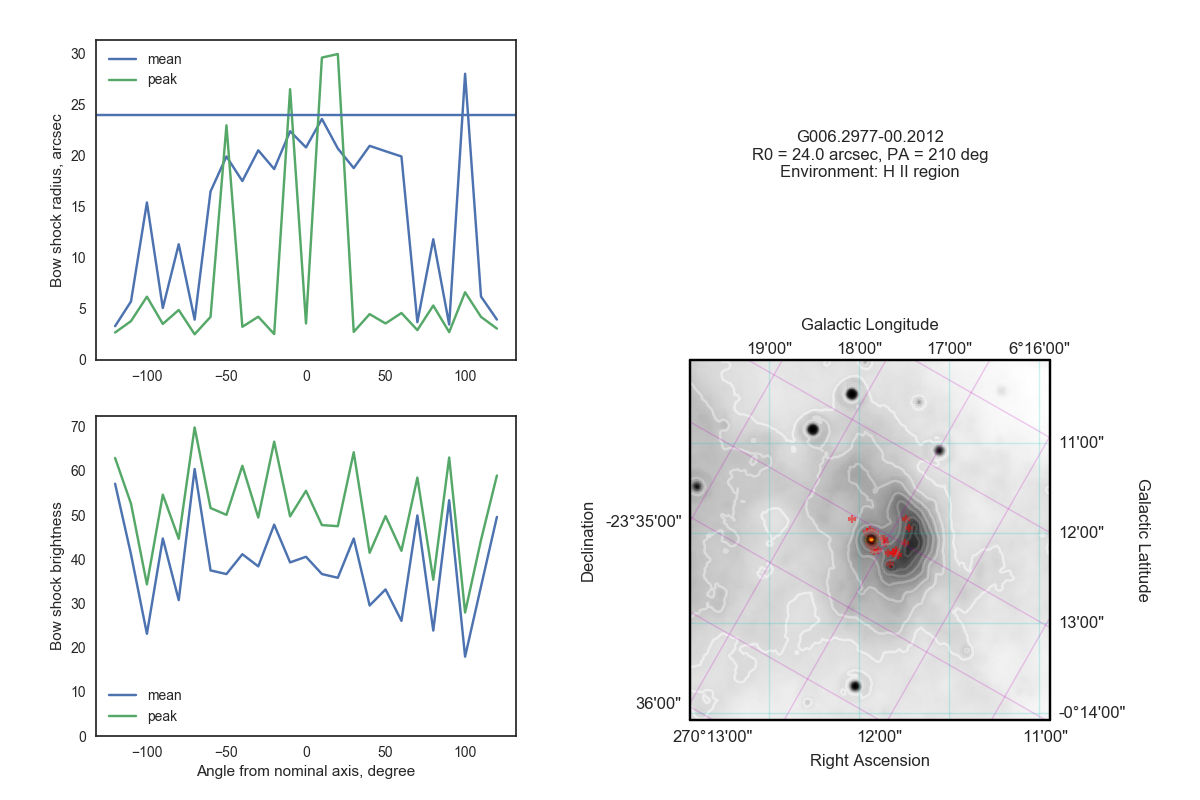 30
25
20
15
10
5
0
Bow shock radius, arcsec
mean
peak
−100
−50
0
50
100
G006.2977-00.2012
R0 = 24.0 arcsec, PA = 210 deg
Environment: H II region
70
60
50
40
30
20
10
0
Bow shock brightness
mean
peak
−100
−50
0
50
100
Angle from nominal axis, degree
Galactic Longitude
19'00" 18'00" 17'00" 6°16'00"
11'00"
12'00"
13'00"
-0°14'00"
Galactic Latitude
-23°35'00"
36'00"
Declination
270°13'00" 12'00" 11'00"
Right Ascension